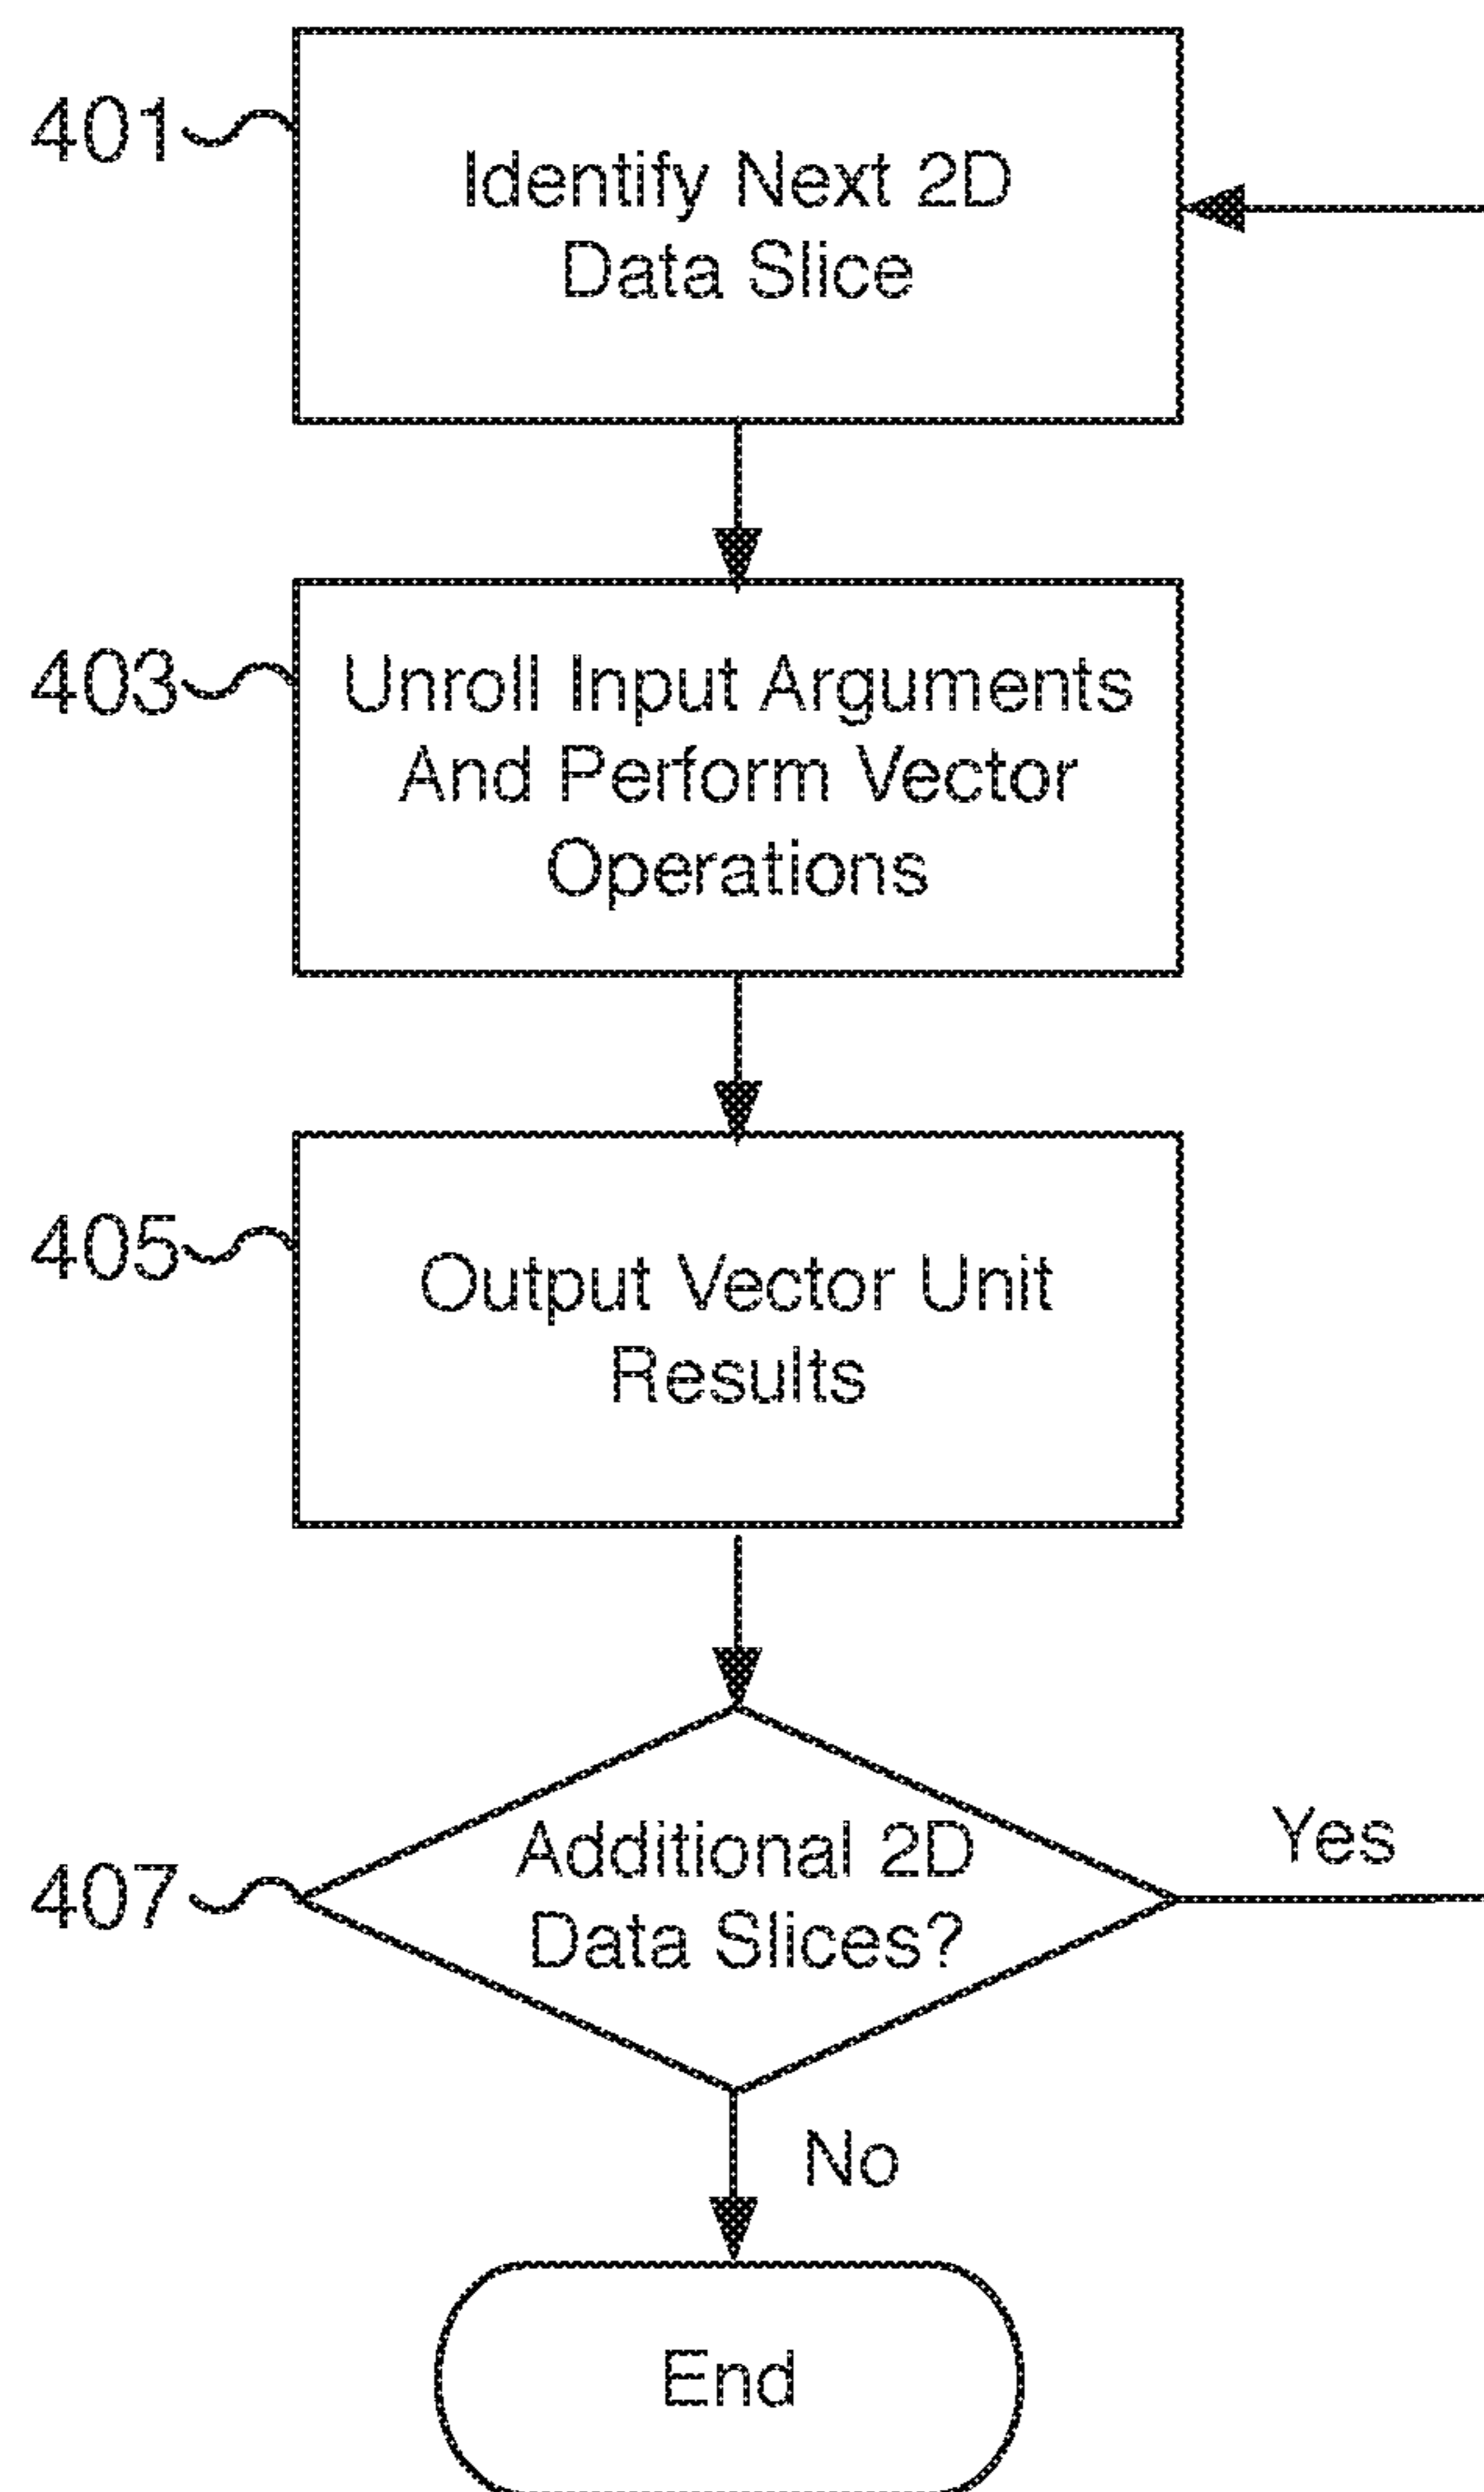 401
Identify Next 2D
Data Slice
403
Unroll Input Arguments
And Perform Vector
Operations
405
Output Vector Unit
Results
407
Additional 2D
Data Slices?
Yes
No
End